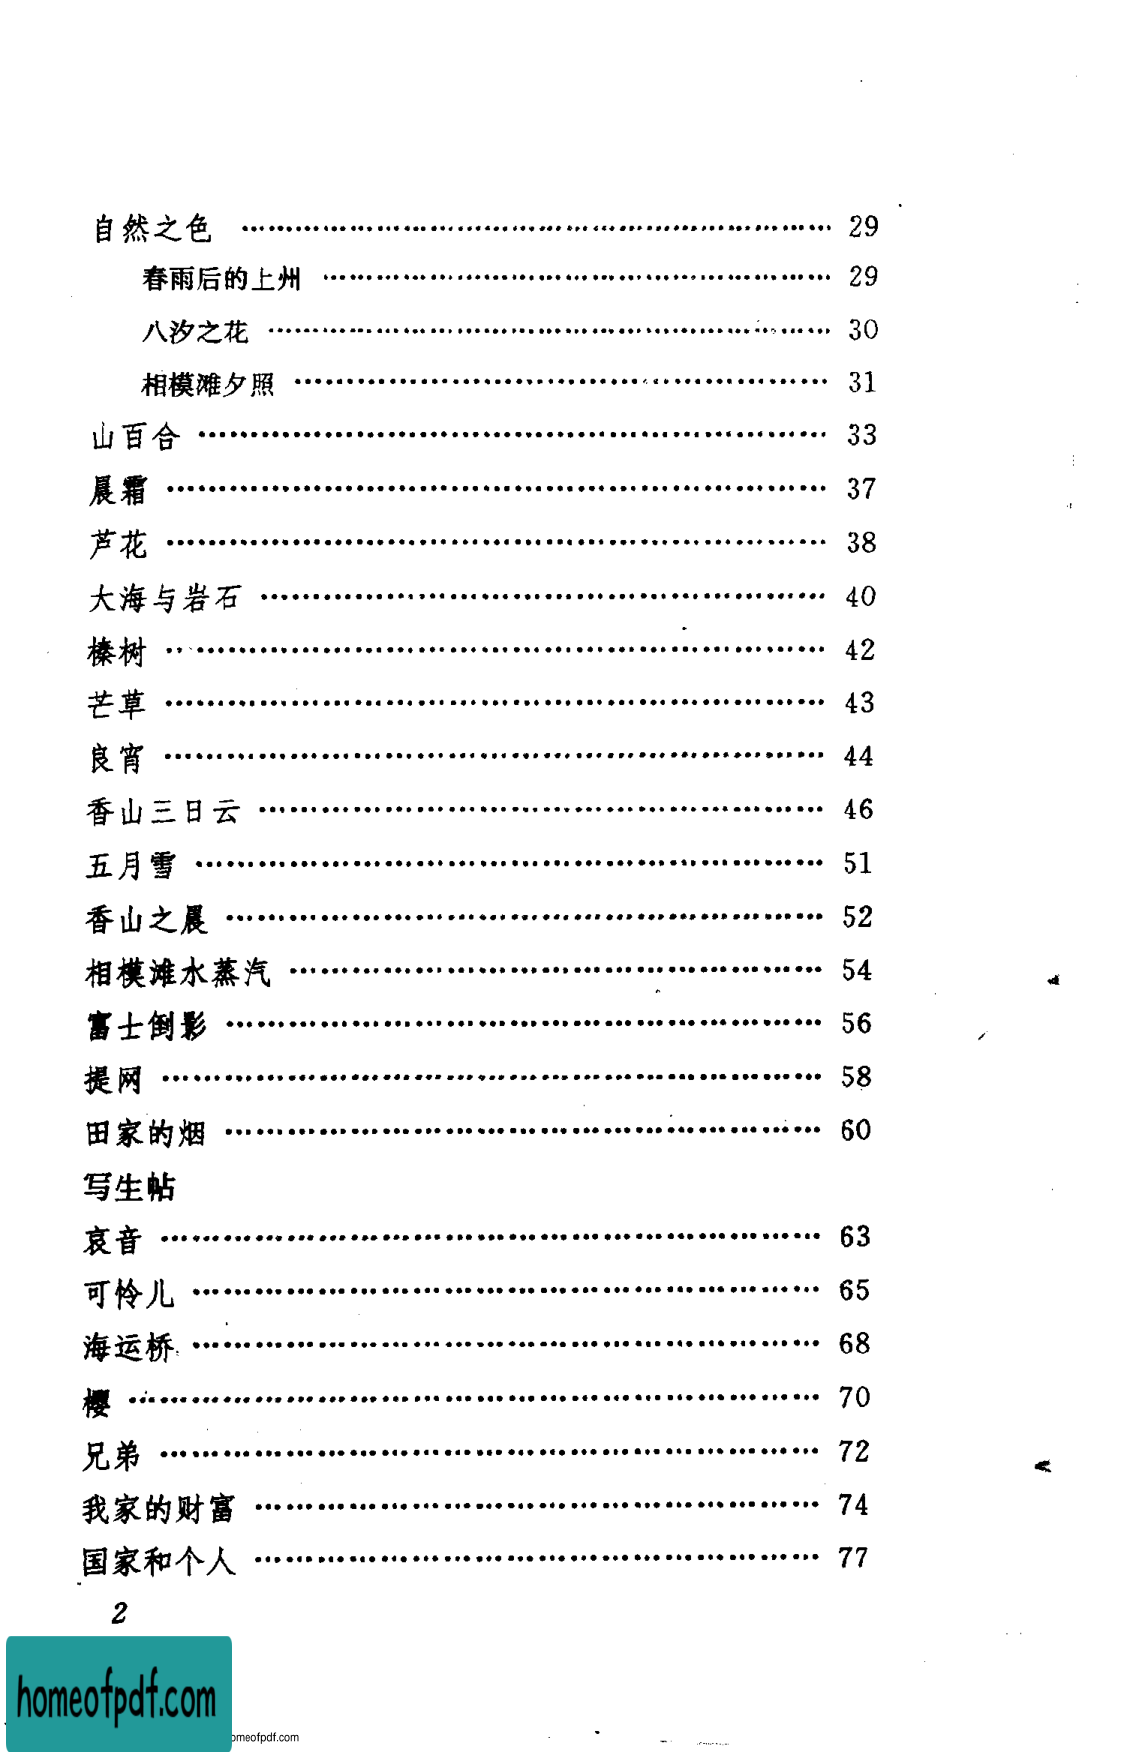 自然之色 …………………………………………………… 29
春雨后的上州 …………………………………………………… 29
八汐之花 …………………………………………………… 30
相模滩夕照 …………………………………………………… 31
山百合 …………………………………………………… 33
晨霜 …………………………………………………… 37
芦花 …………………………………………………… 38
大海与岩石 …………………………………………………… 40
榛树 …………………………………………………… 42
芒草 …………………………………………………… 43
良宵 …………………………………………………… 44
香山三日云 …………………………………………………… 46
五月雪 …………………………………………………… 51
香山之晨 …………………………………………………… 52
相模滩水蒸汽 …………………………………………………… 54
富士倒影 …………………………………………………… 56
提网 …………………………………………………… 58
田家的烟 …………………………………………………… 60
写生帖
哀音 …………………………………………………… 63
可怜儿 …………………………………………………… 65
海运桥 …………………………………………………… 68
樱 …………………………………………………… 70
兄弟 …………………………………………………… 72
我家的财富 …………………………………………………… 74
国家和个人 …………………………………………………… 77
2
homeofpdf.com
omeofpdf.com